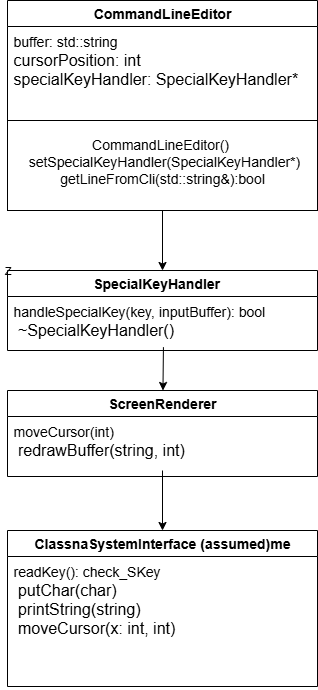 CommandLineEditor
buffer: std::string
cursorPosition: int
specialKeyHandler: SpecialKeyHandler*
CommandLineEditor()
setSpecialKeyHandler(SpecialKeyHandler*)
getLineFromCli(std::string&):bool
Z
SpecialKeyHandler
handleSpecialKey(key, inputBuffer): bool
~SpecialKeyHandler()
ScreenRenderer
moveCursor(int)
redrawBuffer(string, int)
ClassnaSystemInterface (assumed)me
readKey(): check_SKey
putChar(char)
printString(string)
moveCursor(x: int, int)